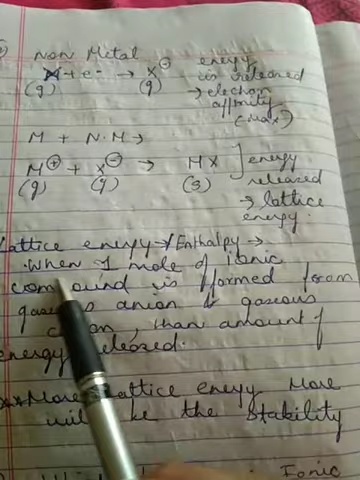 Non Metal
X + e- → X⊖ energy is released
(g) (g) → electron affinity (Max)
M + N.M →
M⊕ + X⊖ → MX energy released
(g) (g) (s) → lattice energy.
Lattice energy / Enthalpy →
When 1 mole of ionic
compound is formed from
anion & gaseous
, than amount of
energy released.
** More lattice energy More
will be the Stability
Ionic